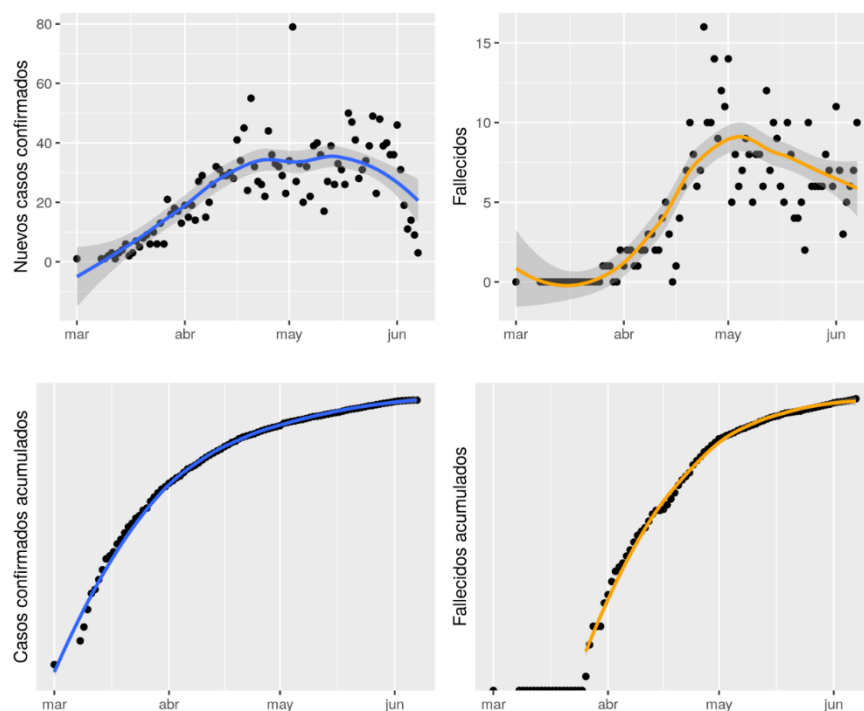 Nuevos casos confirmados
80
60
40
20
0
mar
abr
may
jun
Fallecidos
15
10
5
0
mar
abr
may
jun
Casos confirmados acumulados
mar
abr
may
jun
Fallecidos acumulados
mar
abr
may
jun